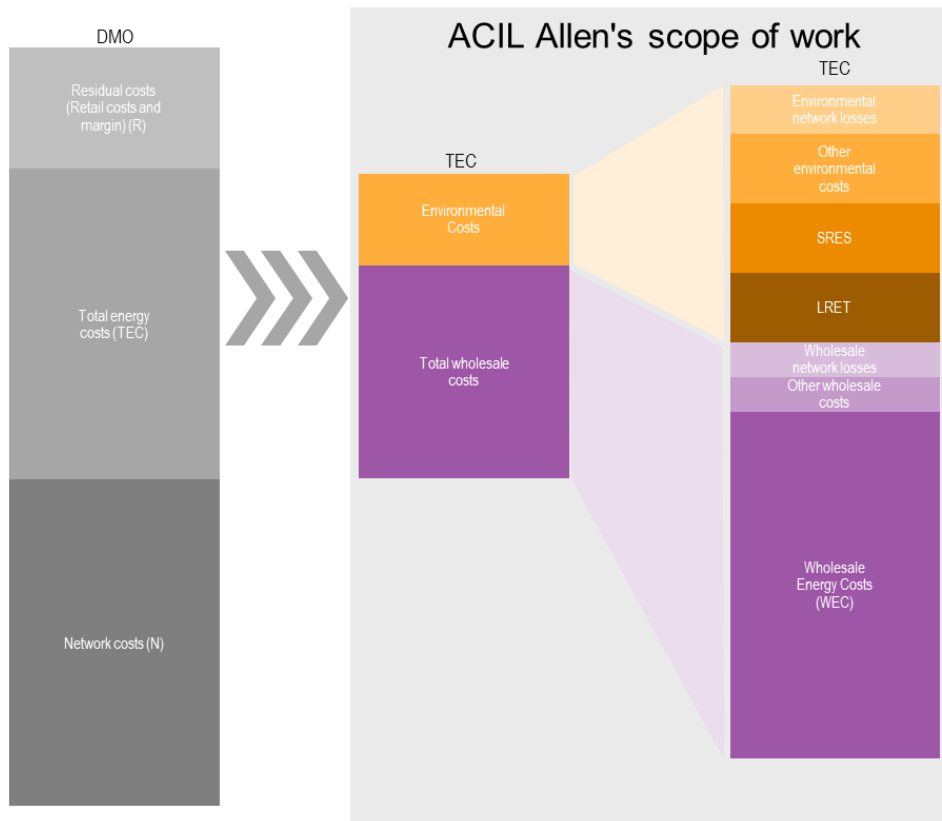 DMO
Residual costs
(Retail costs and
margin) (R)
Total energy
costs (TEC)
Network costs (N)
ACIL Allen's scope of work
TEC
Environmental
Costs
Total wholesale
costs
TEC
Environmental
network losses
Other
environmental
costs
SRES
LRET
Wholesale
network losses
Other wholesale
costs
Wholesale
Energy Costs
(WEC)